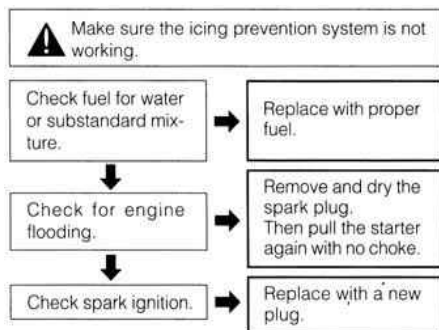 Make sure the icing prevention system is not
working.
Check fuel for water
or substandard mix-
ture.
Replace with proper
fuel.
Check for engine
flooding.
Remove and dry the
spark plug.
Then pull the starter
again with no choke.
Check spark ignition.
Replace with a new
plug.